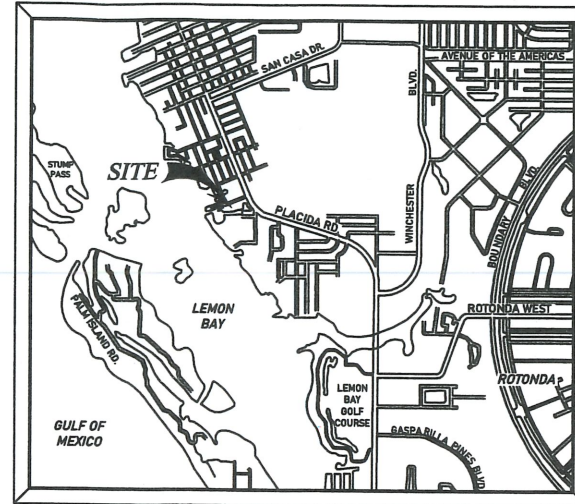 SAN CASA DR.
AVENUE OF THE AMERICAS
BLVD.
STUMP
PASS
SITE
BLVD.
PLACIDA RD.
WINCHESTER
BOUNDARY
LEMON
BAY
PALM ISLAND RD.
ROTONDA WEST
ROTONDA
LEMON
BAY
GOLF
COURSE
GULF OF
MEXICO
GASPARILLA PINES BLVD.